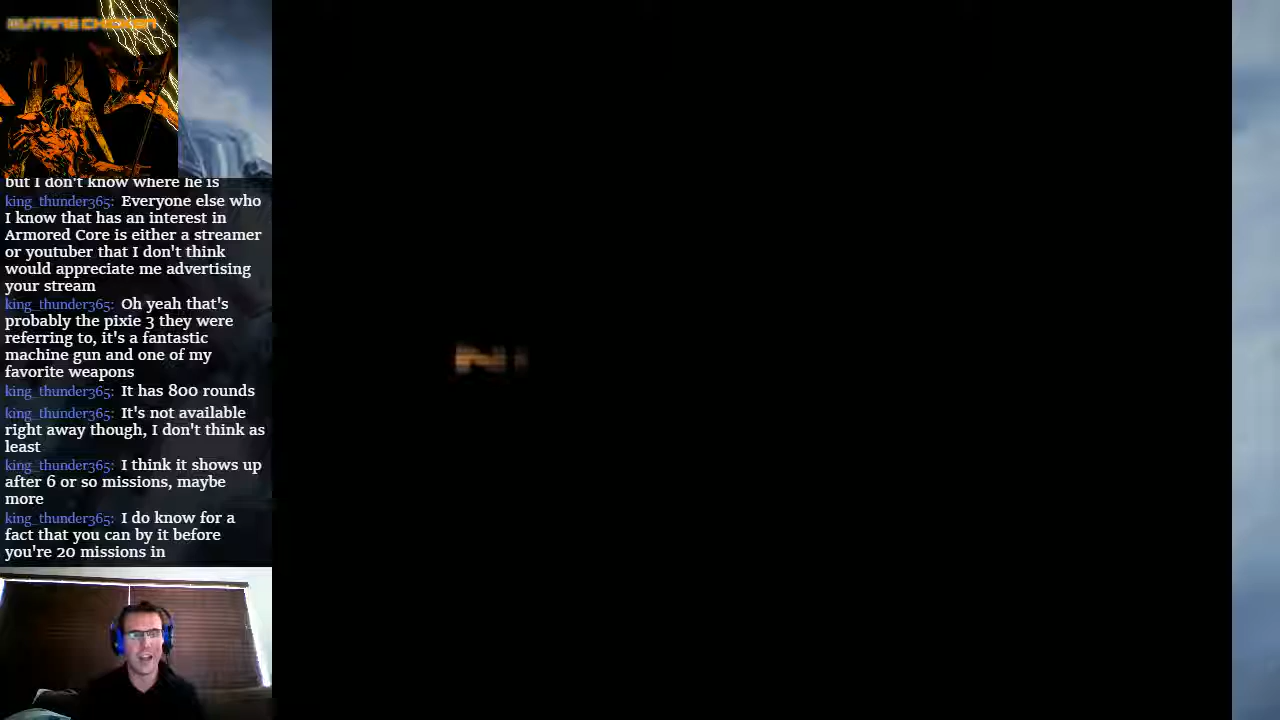 MUTANT CHICKEN
but I don't know where he is
king_thunder365: Everyone else who
I know that has an interest in
Armored Core is either a streamer
or youtuber that I don't think
would appreciate me advertising
your stream
king_thunder365: Oh yeah that's
probably the pixie 3 they were
referring to, it's a fantastic
machine gun and one of my
favorite weapons
king_thunder365: It has 800 rounds
king_thunder365: It's not available
right away though, I don't think as
least
king_thunder365: I think it shows up
after 6 or so missions, maybe
more
king_thunder365: I do know for a
fact that you can by it before
you're 20 missions in